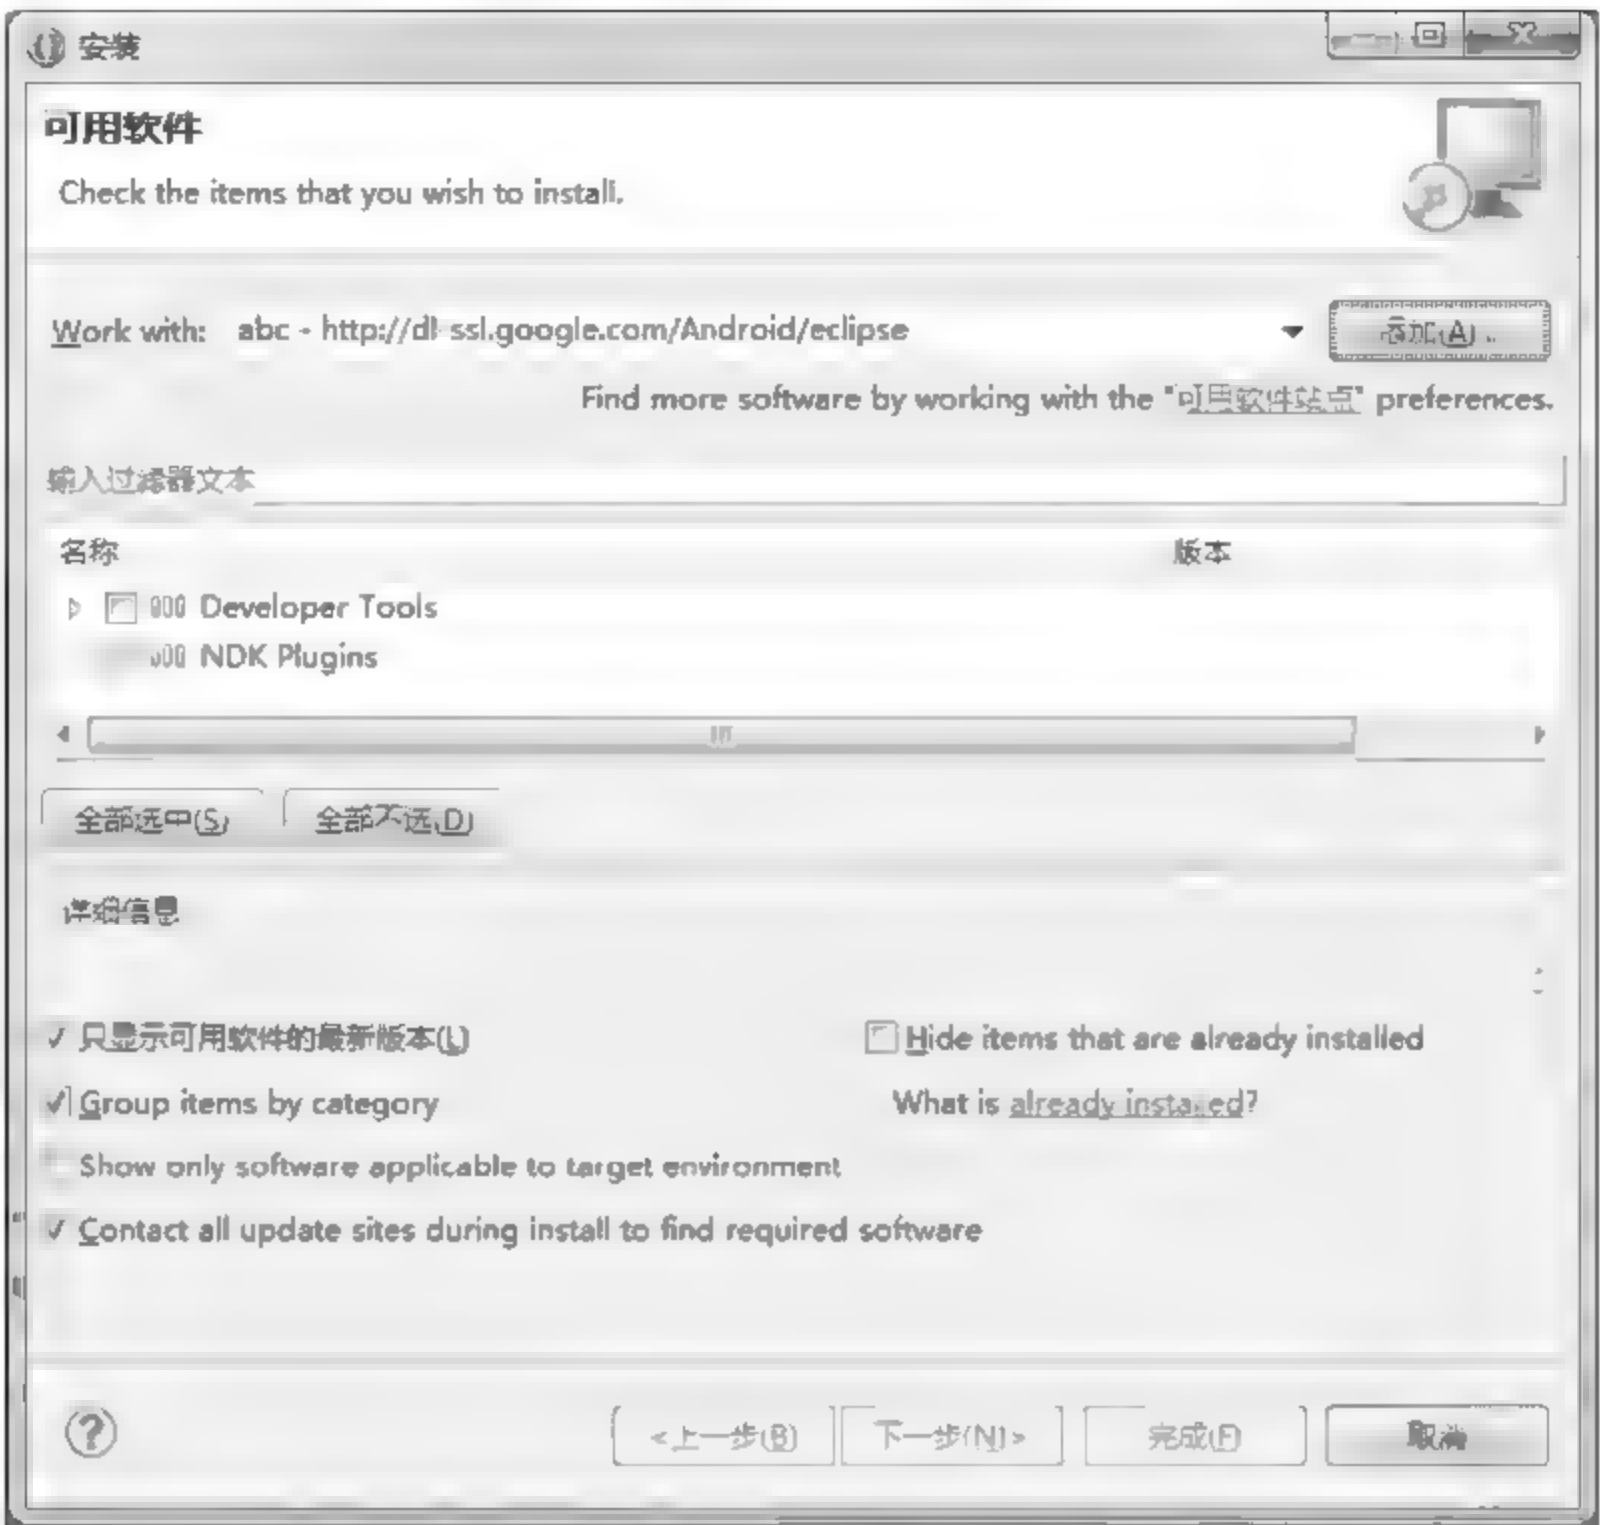 安装
可用软件
Check the items that you wish to install.
Work with: abc - http://dl-ssl.google.com/Android/eclipse 添加(A)...
Find more software by working with the "可用软件站点" preferences.
输入过滤器文本
名称 版本
Developer Tools
NDK Plugins
全部选中(S) 全部不选(D)
详细信息
只显示可用软件的最新版本(L) Hide items that are already installed
Group items by category What is already installed?
Show only software applicable to target environment
Contact all update sites during install to find required software
<上一步(B) 下一步(N)> 完成(F) 取消